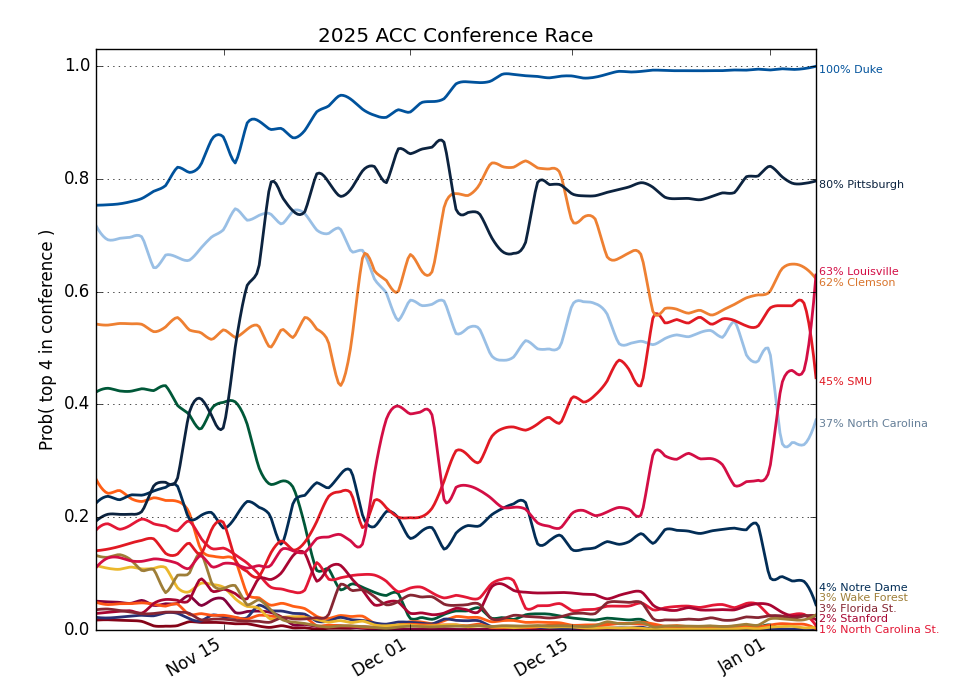 2025 ACC Conference Race
Prob( top 4 in conference )
1.0
0.8
0.6
0.4
0.2
0.0
Nov 15
Dec 01
Dec 15
Jan 01
100% Duke
80% Pittsburgh
63% Louisville
62% Clemson
45% SMU
37% North Carolina
4% Notre Dame
3% Wake Forest
3% Florida St.
2% Stanford
1% North Carolina St.